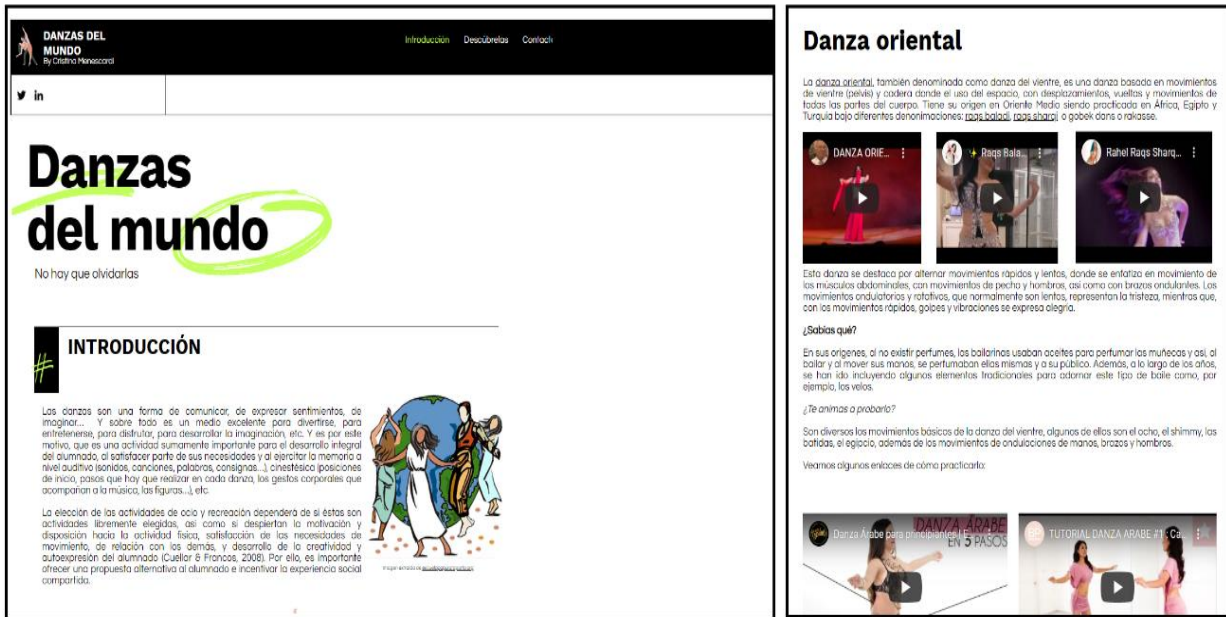 DANZAS DEL
MUNDO
By Cristina Menescardi
Introducción Descúbrelas Contacto
in
Danzas
del mundo
No hay que olvidarlas
# INTRODUCCIÓN
Las danzas son una forma de comunicar, de expresar sentimientos, de
imaginar... Y sobre todo es un medio excelente para divertirse, para
entretenerse, para disfrutar, para desarrollar la imaginación, etc. Y es por este
motivo, que es una actividad sumamente importante para el desarrollo integral
del alumnado, al satisfacer parte de sus necesidades y al ejercitar la memoria a
nivel auditivo (sonidos, canciones, palabras, consignas...), cinestésico (posiciones
de inicio, pasos que hay que realizar en cada danza, los gestos corporales que
acompañan a la música, las figuras...), etc.
La elección de las actividades de ocio y recreación dependerá de si éstas son
actividades libremente elegidas, así como si despiertan la motivación y
disposición hacia la actividad física, satisfacción de las necesidades de
movimiento, de relación con los demás, y desarrollo de la creatividad y
autoexpresión del alumnado (Cuellar & Francos, 2008). Por ello, es importante
ofrecer una propuesta alternativa al alumnado e incentivar la experiencia social
compartida.
Imagen extraída de
Danza oriental
La danza oriental, también denominada como danza del vientre, es una danza basada en movimientos
de vientre (pelvis) y cadera donde el uso del espacio, con desplazamientos, vueltas y movimientos de
todas las partes del cuerpo. Tiene su origen en Oriente Medio siendo practicada en África, Egipto y
Turquía bajo diferentes denonimaciones: raqs baladi, raqs sharqi o gobek dans o rakasse.
DANZA ORIE... Raqs Bala... Rahel Raqs Sharq...
Esta danza se destaca por alternar movimientos rápidos y lentos, donde se enfatiza en movimiento de
los músculos abdominales, con movimientos de pecho y hombros, así como con brazos ondulantes. Los
movimientos ondulatorios y rotativos, que normalmente son lentos, representan la tristeza, mientras que,
con los movimientos rápidos, golpes y vibraciones se expresa alegría.
¿Sabías qué?
En sus orígenes, al no existir perfumes, las bailarinas usaban aceites para perfumar las muñecas y así, al
bailar y al mover sus manos, se perfumaban ellas mismas y a su público. Además, a lo largo de los años,
se han ido incluyendo algunos elementos tradicionales para adornar este tipo de baile como, por
ejemplo, los velos.
¿Te animas a probarlo?
Son diversos los movimientos básicos de la danza del vientre, algunos de ellos son el ocho, el shimmy, las
batidas, el egipcio, además de los movimientos de ondulaciones de manos, brazos y hombros.
Veamos algunos enlaces de cómo practicarlo:
Danza Árabe para principiantes
DANZA ÁRABE
EN 5 PASOS
TUTORIAL DANZA ARABE #1 : Ca...